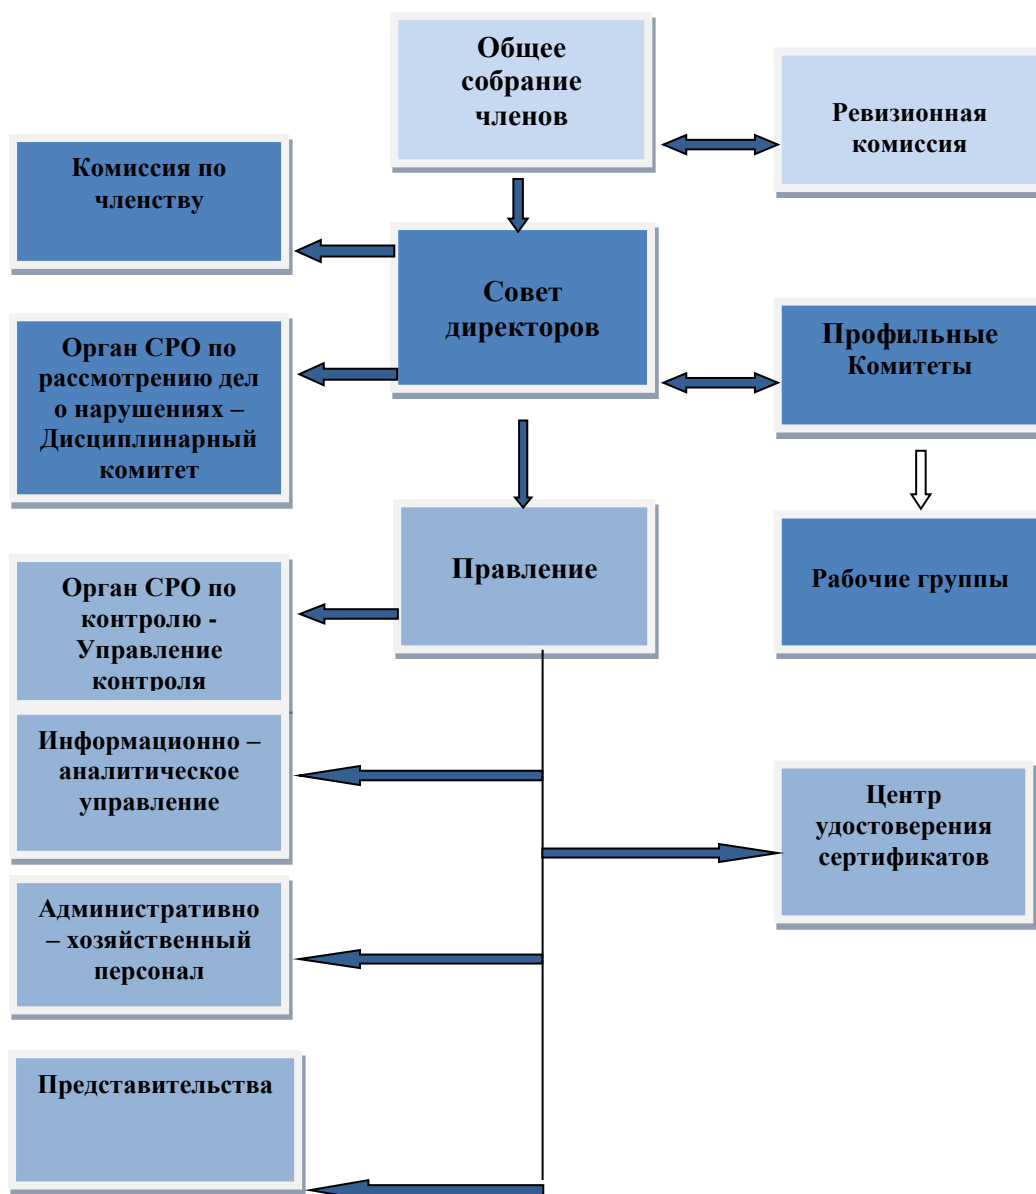 Общее
собрание
членов
Ревизионная
комиссия
Комиссия по
членству
Совет
директоров
Орган СРО по
рассмотрению дел
о нарушениях –
Дисциплинарный
комитет
Профильные
Комитеты
Правление
Рабочие группы
Орган СРО по
контролю -
Управление
контроля
Информационно –
аналитическое
управление
Центр
удостоверения
сертификатов
Административно
– хозяйственный
персонал
Представительства